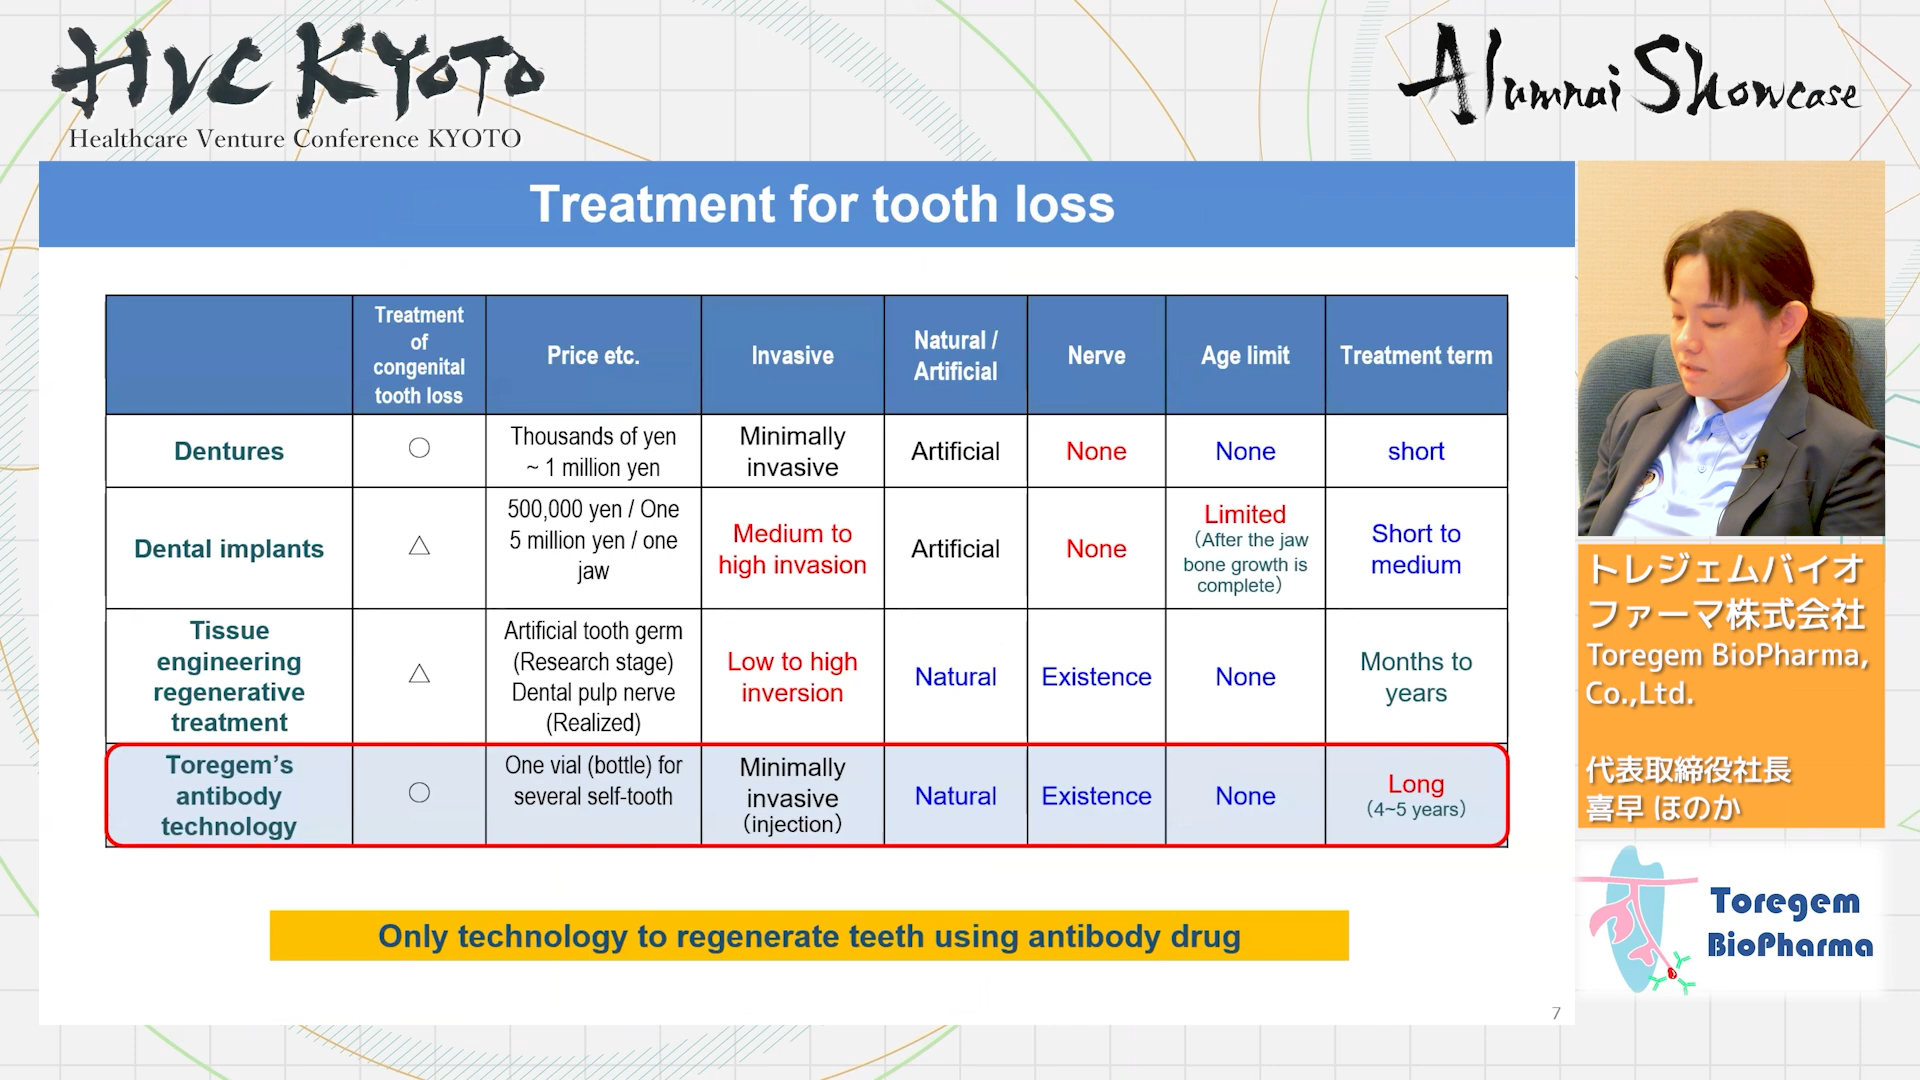 HVC KYOTO
Healthcare Venture Conference KYOTO
Alumnai Showcase
Treatment for tooth loss
Treatment
of
congenital
tooth loss
Price etc.
Invasive
Natural /
Artificial
Nerve
Age limit
Treatment term
Dentures
○
Thousands of yen
~ 1 million yen
Minimally
invasive
Artificial
None
None
short
Dental implants
△
500,000 yen / One
5 million yen / one
jaw
Medium to
high invasion
Artificial
None
Limited
（After the jaw
bone growth is
complete）
Short to
medium
Tissue
engineering
regenerative
treatment
△
Artificial tooth germ
(Research stage)
Dental pulp nerve
(Realized)
Low to high
inversion
Natural
Existence
None
Months to
years
Toregem’s
antibody
technology
○
One vial (bottle) for
several self-tooth
Minimally
invasive
（injection）
Natural
Existence
None
Long
（4~5 years）
Only technology to regenerate teeth using antibody drug
7
トレジェムバイオ
ファーマ株式会社
Toregem BioPharma,
Co.,Ltd.
代表取締役社長
喜早 ほのか
Toregem
BioPharma